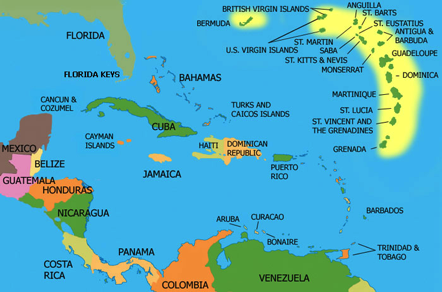 BRITISH VIRGIN ISLANDS
ANGUILLA
ST. BARTS
BERMUDA
ST. EUSTATIUS
ANTIGUA &
BARBUDA
FLORIDA
U.S. VIRGIN ISLANDS
ST. MARTIN
SABA
ST. KITTS & NEVIS
GUADELOUPE
MONSERRAT
FLORIDA KEYS
BAHAMAS
DOMINICA
MARTINIQUE
CANCUN &
COZUMEL
TURKS AND
CAICOS ISLANDS
ST. LUCIA
CUBA
ST. VINCENT AND
THE GRENADINES
CAYMAN
ISLANDS
HAITI
DOMINICAN
REPUBLIC
MEXICO
GRENADA
BELIZE
JAMAICA
PUERTO
RICO
GUATEMALA
HONDURAS
NICARAGUA
ARUBA
CURACAO
BARBADOS
BONAIRE
PANAMA
TRINIDAD &
TOBAGO
COSTA
RICA
COLOMBIA
VENEZUELA